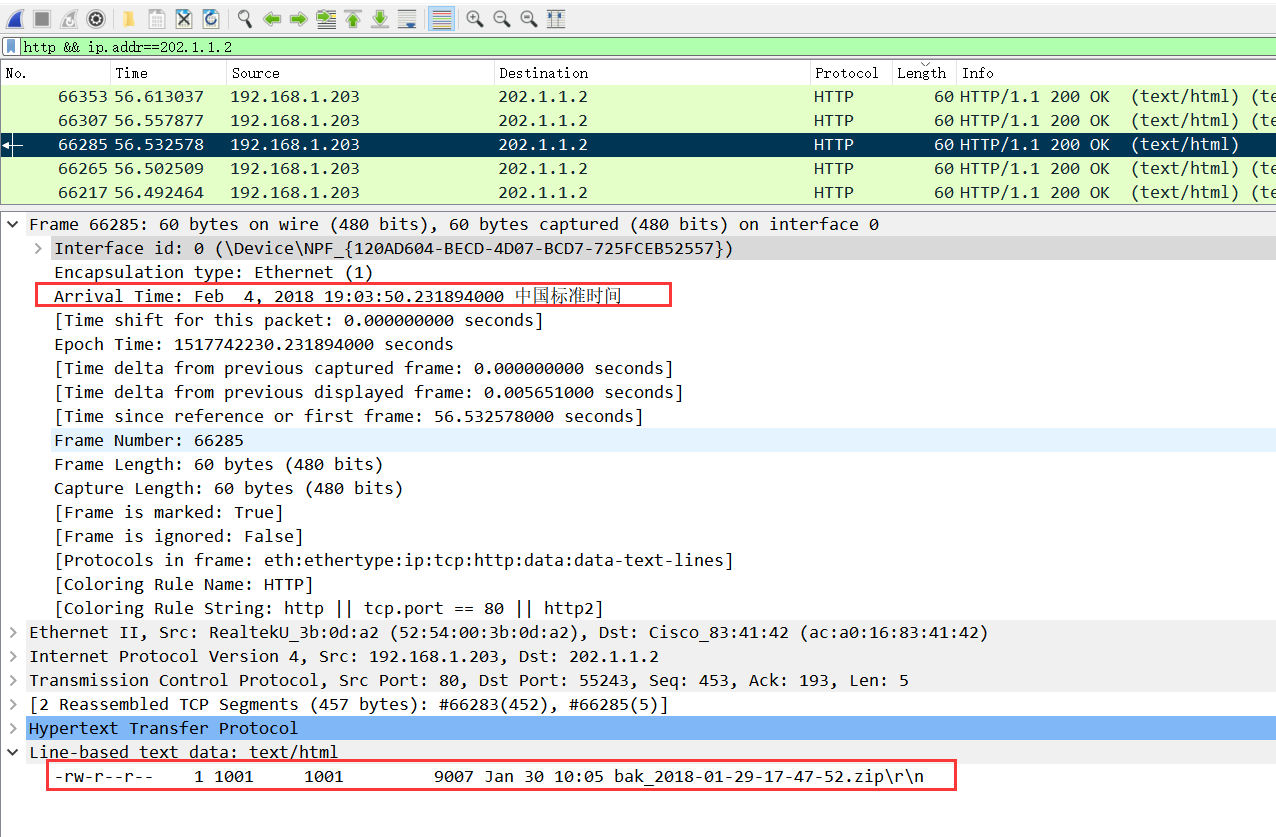 http && ip.addr==202.1.1.2
No. Time Source Destination Protocol Length Info
66353 56.613037 192.168.1.203 202.1.1.2 HTTP 60 HTTP/1.1 200 OK (text/html) (te
66307 56.557877 192.168.1.203 202.1.1.2 HTTP 60 HTTP/1.1 200 OK (text/html) (te
66285 56.532578 192.168.1.203 202.1.1.2 HTTP 60 HTTP/1.1 200 OK (text/html)
66265 56.502509 192.168.1.203 202.1.1.2 HTTP 60 HTTP/1.1 200 OK (text/html) (te
66217 56.492464 192.168.1.203 202.1.1.2 HTTP 60 HTTP/1.1 200 OK (text/html) (te
Frame 66285: 60 bytes on wire (480 bits), 60 bytes captured (480 bits) on interface 0
Interface id: 0 (\Device\NPF_{120AD604-BECD-4D07-BCD7-725FCEB52557})
Encapsulation type: Ethernet (1)
Arrival Time: Feb  4, 2018 19:03:50.231894000 中国标准时间
[Time shift for this packet: 0.000000000 seconds]
Epoch Time: 1517742230.231894000 seconds
[Time delta from previous captured frame: 0.000000000 seconds]
[Time delta from previous displayed frame: 0.005651000 seconds]
[Time since reference or first frame: 56.532578000 seconds]
Frame Number: 66285
Frame Length: 60 bytes (480 bits)
Capture Length: 60 bytes (480 bits)
[Frame is marked: True]
[Frame is ignored: False]
[Protocols in frame: eth:ethertype:ip:tcp:http:data:data-text-lines]
[Coloring Rule Name: HTTP]
[Coloring Rule String: http || tcp.port == 80 || http2]
Ethernet II, Src: RealtekU_3b:0d:a2 (52:54:00:3b:0d:a2), Dst: Cisco_83:41:42 (ac:a0:16:83:41:42)
Internet Protocol Version 4, Src: 192.168.1.203, Dst: 202.1.1.2
Transmission Control Protocol, Src Port: 80, Dst Port: 55243, Seq: 453, Ack: 193, Len: 5
[2 Reassembled TCP Segments (457 bytes): #66283(452), #66285(5)]
Hypertext Transfer Protocol
Line-based text data: text/html
-rw-r--r--    1 1001     1001         9007 Jan 30 10:05 bak_2018-01-29-17-47-52.zip\r\n